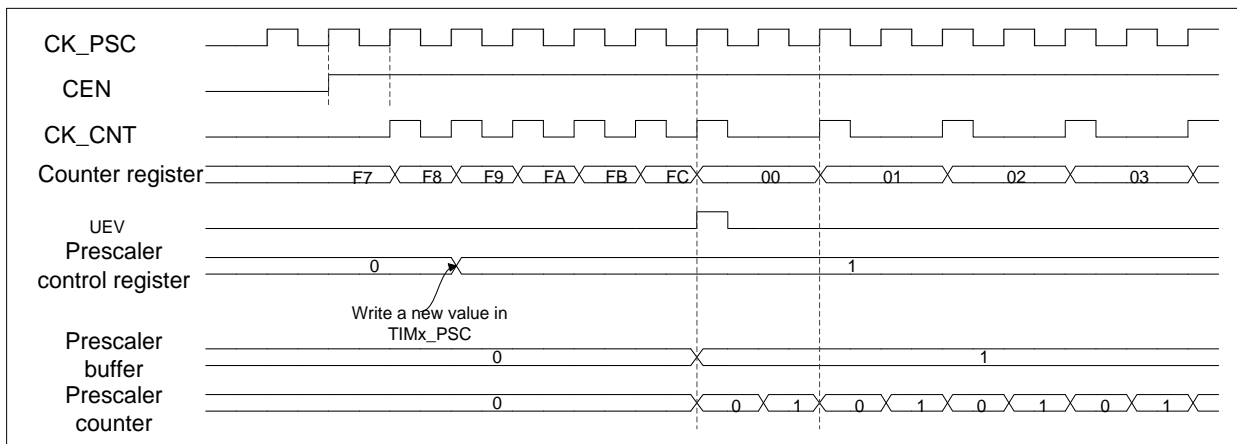 CK_PSC
CEN
CK_CNT
Counter register F7 F8 F9 FA FB FC 00 01 02 03
UEV
Prescaler
control register 0 1
Write a new value in
TIMx_PSC
Prescaler
buffer 0 1
Prescaler
counter 0 0 1 0 1 0 1 0 1